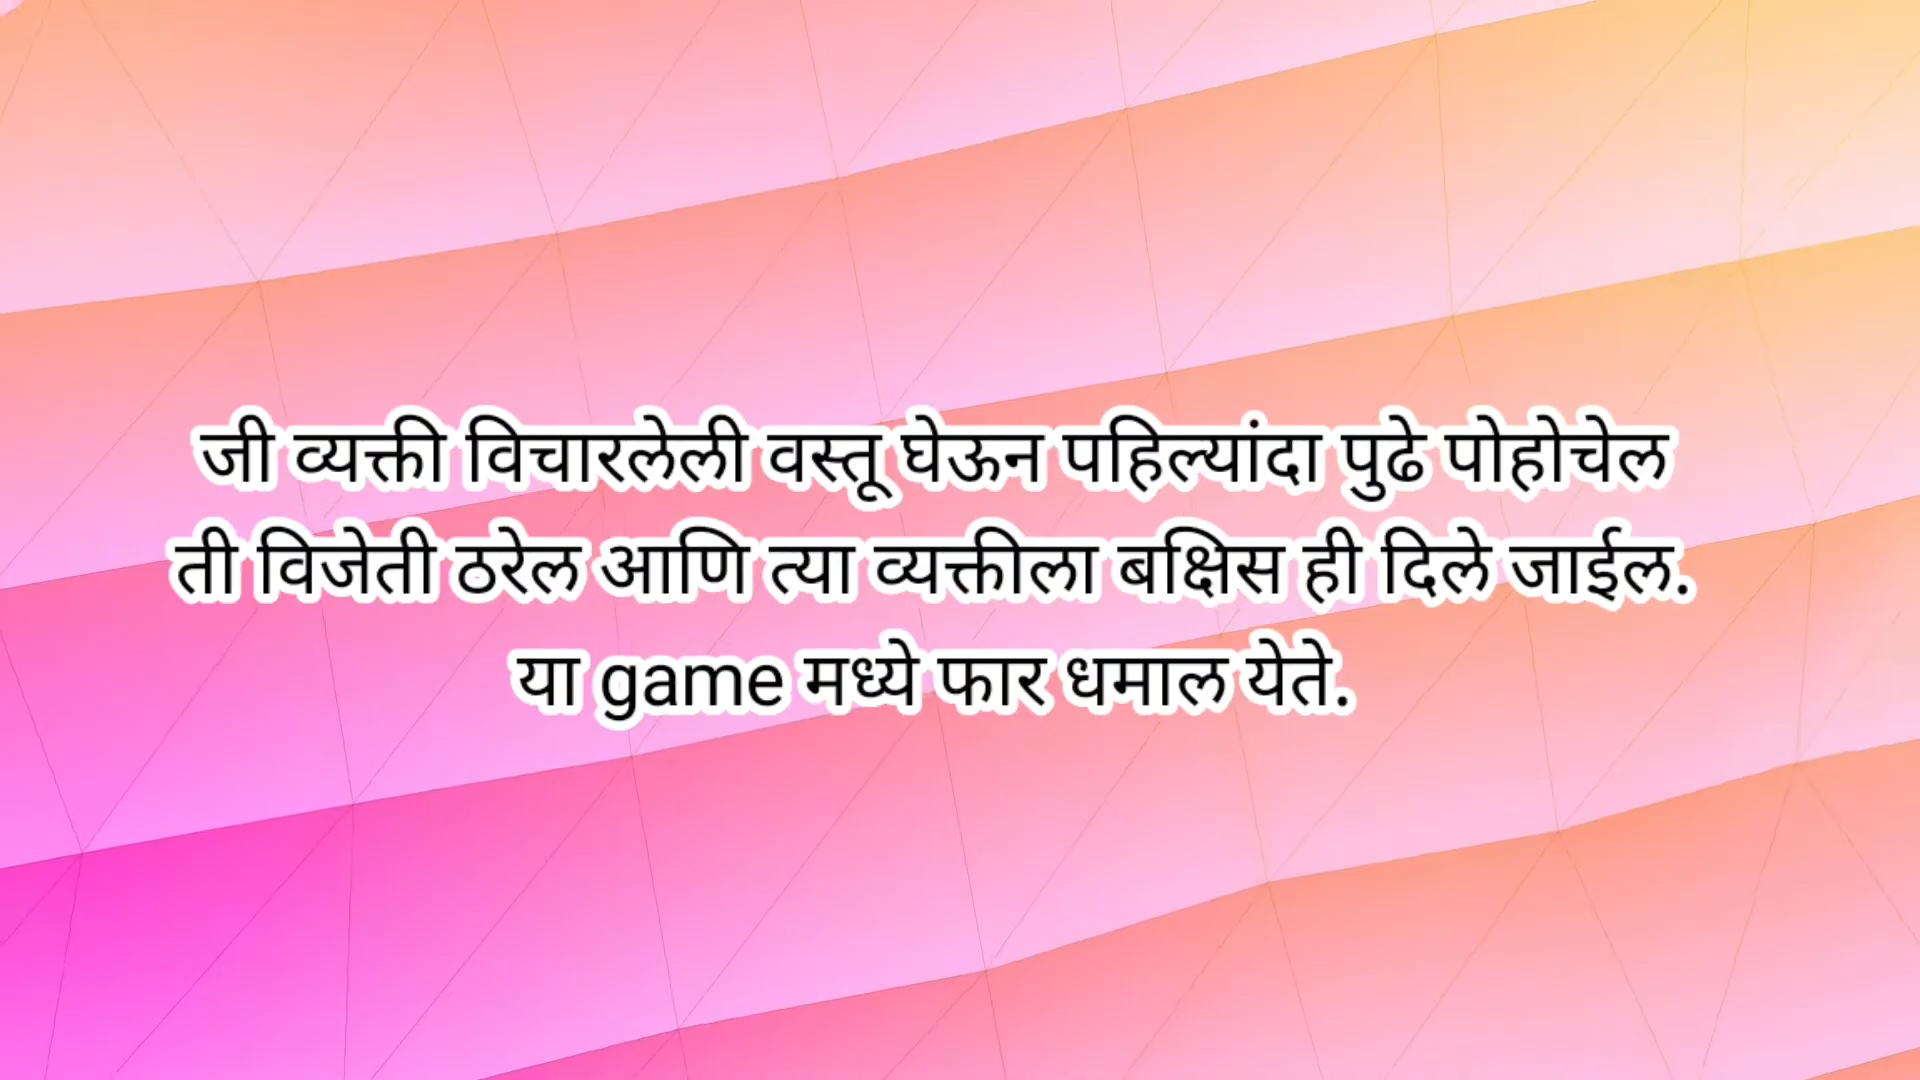 जी व्यक्ती विचारलेली वस्तू घेऊन पहिल्यांदा पुढे पोहोचेल
ती विजेती ठरेल आणि त्या व्यक्तीला बक्षिस ही दिले जाईल.
या game मध्ये फार धमाल येते.